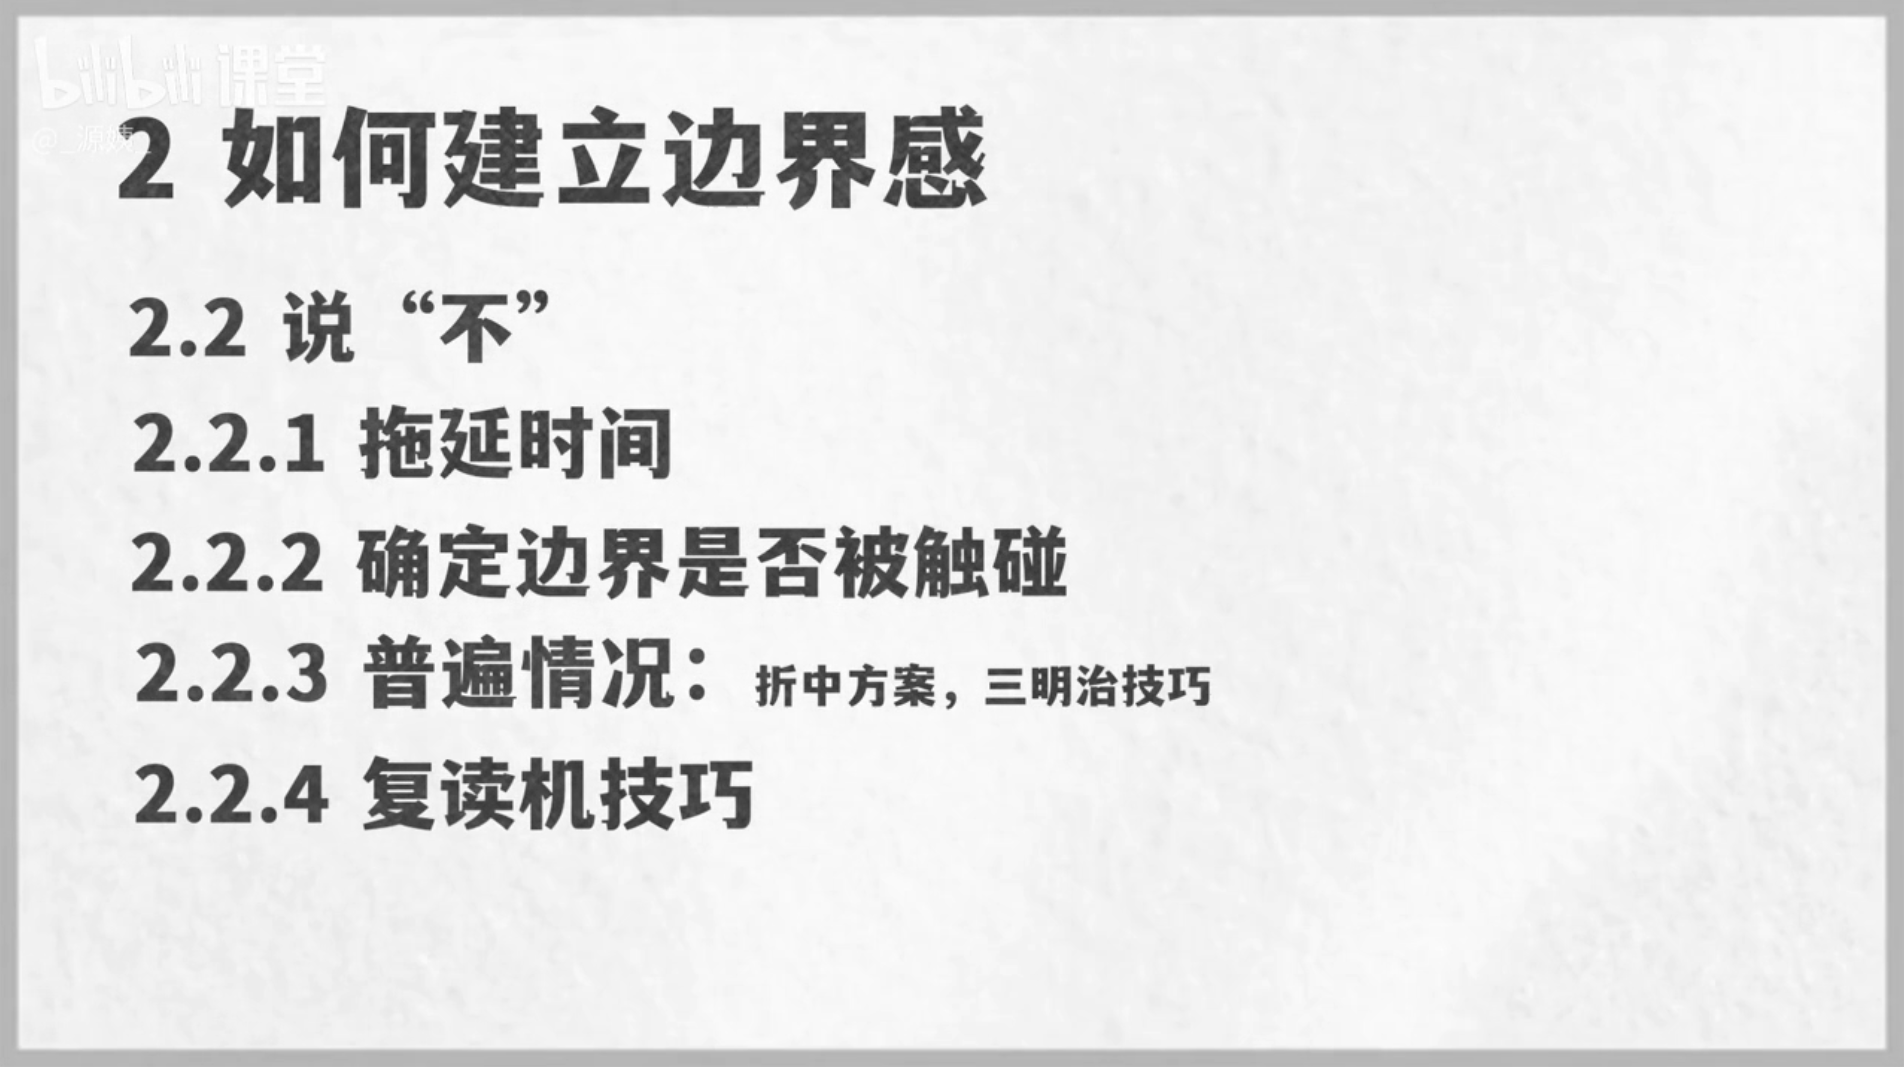 bilibili 课堂
@_源姨_
2 如何建立边界感
2.2 说“不”
2.2.1 拖延时间
2.2.2 确定边界是否被触碰
2.2.3 普遍情况：折中方案，三明治技巧
2.2.4 复读机技巧